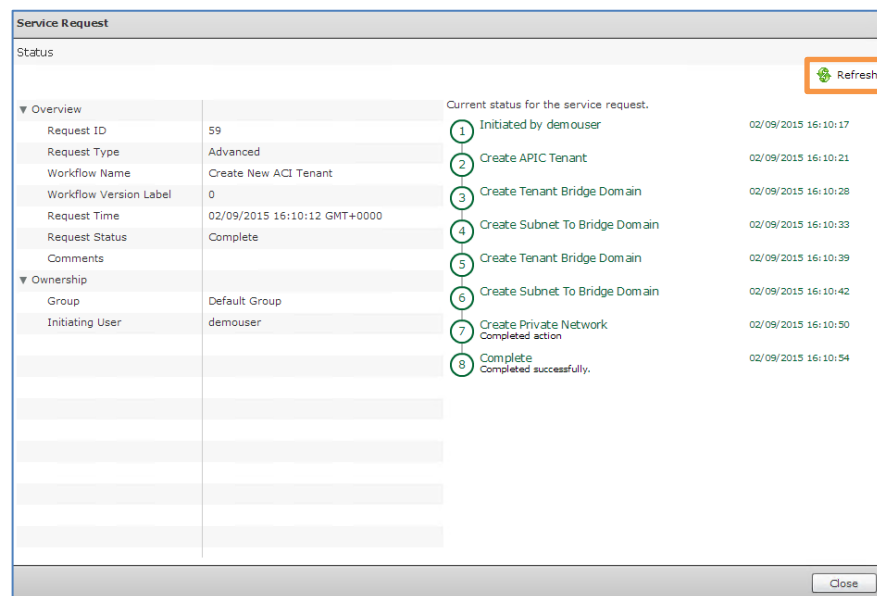 Service Request
Status
Refresh
▼ Overview
Request ID 59
Request Type Advanced
Workflow Name Create New ACI Tenant
Workflow Version Label 0
Request Time 02/09/2015 16:10:12 GMT+0000
Request Status Complete
Comments
▼ Ownership
Group Default Group
Initiating User demouser
Current status for the service request.
1 Initiated by demouser 02/09/2015 16:10:17
2 Create APIC Tenant 02/09/2015 16:10:21
3 Create Tenant Bridge Domain 02/09/2015 16:10:28
4 Create Subnet To Bridge Domain 02/09/2015 16:10:33
5 Create Tenant Bridge Domain 02/09/2015 16:10:39
6 Create Subnet To Bridge Domain 02/09/2015 16:10:42
7 Create Private Network 02/09/2015 16:10:50
Completed action
8 Complete 02/09/2015 16:10:54
Completed successfully.
Close